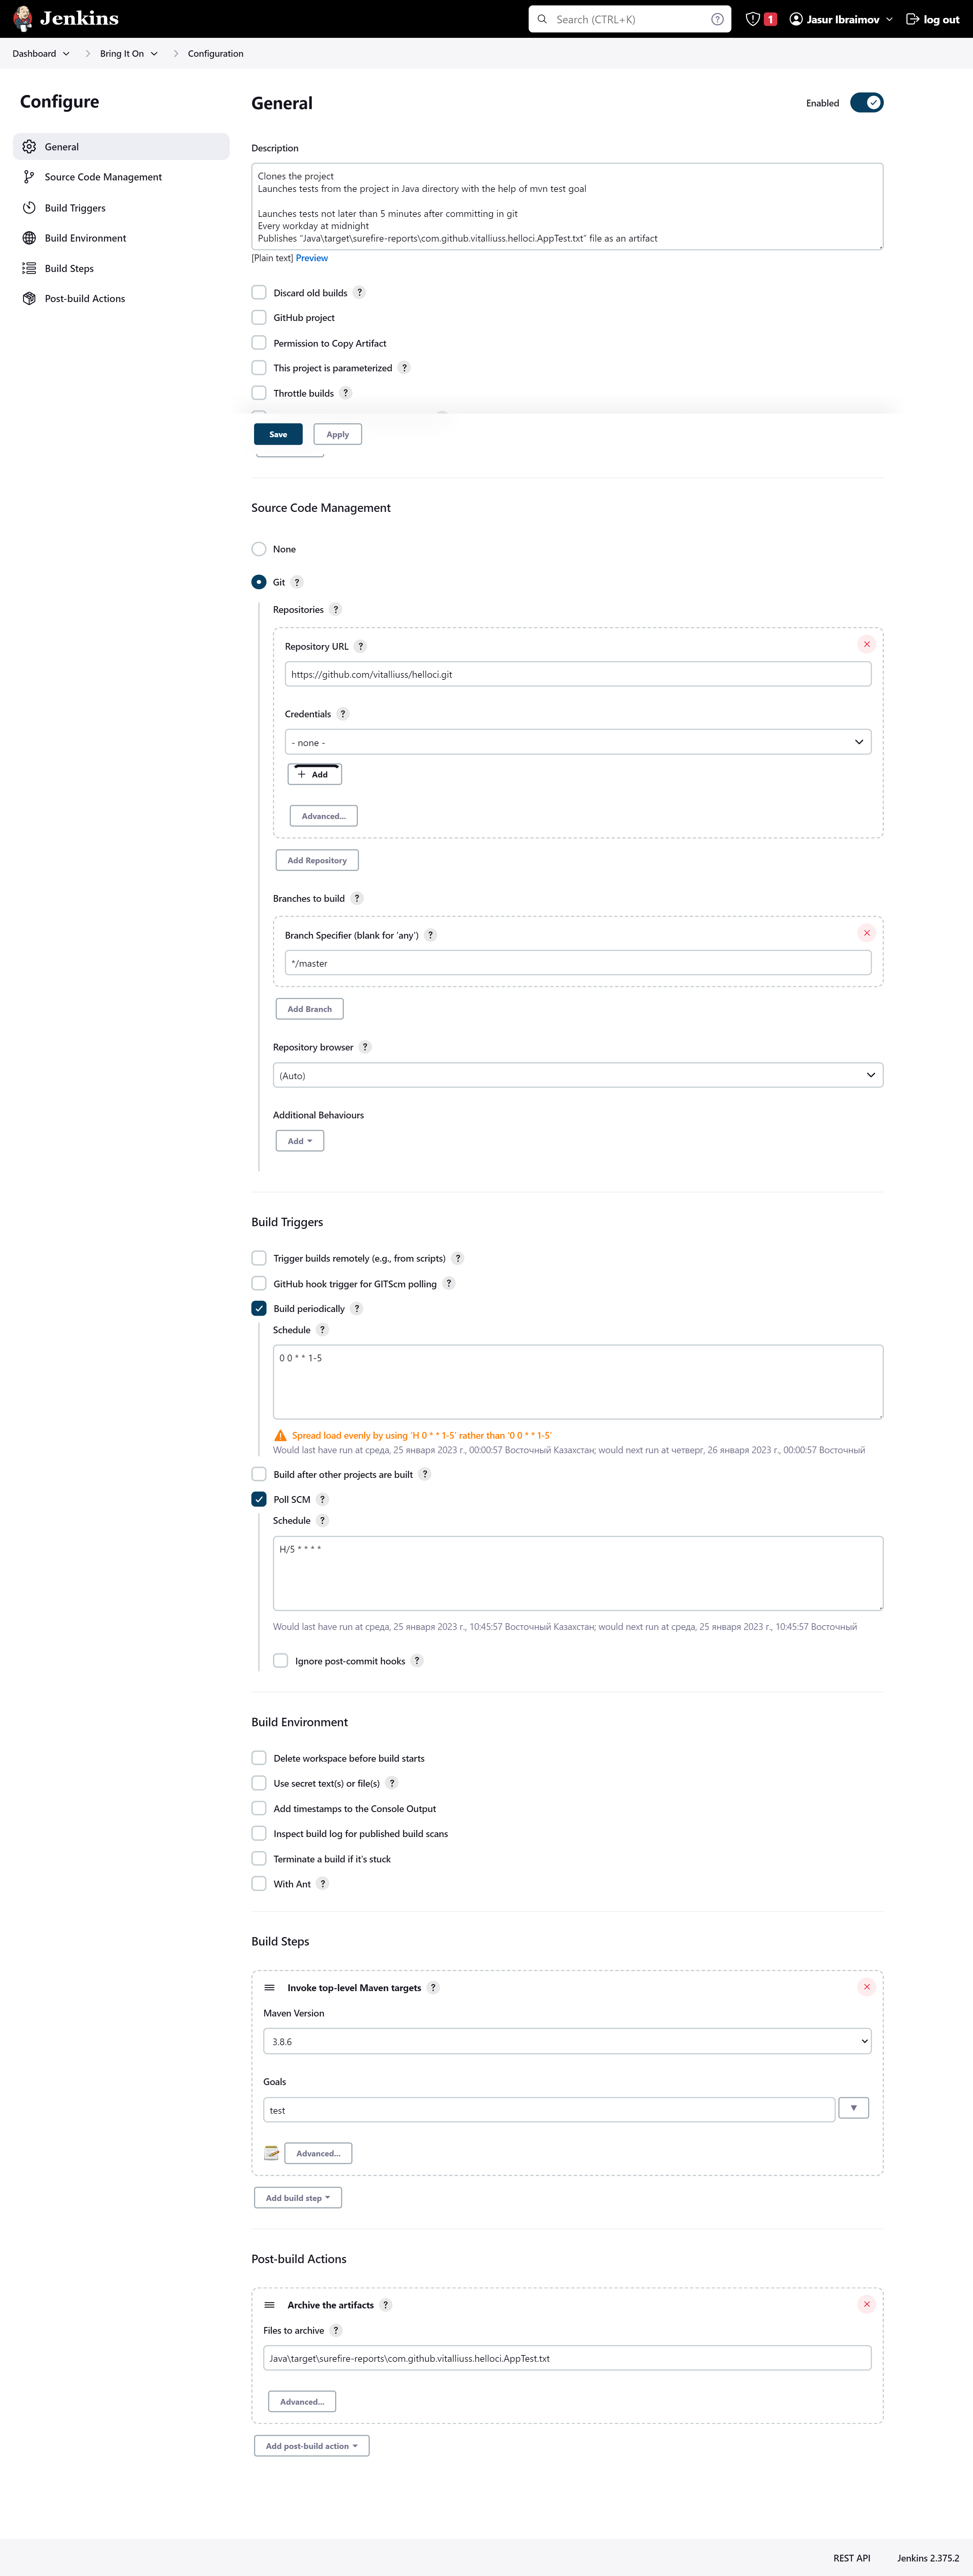 Jenkins
Search (CTRL+K)
?
1
Jasur Ibraimov
log out
Dashboard
Bring It On
Configuration
Configure
General
Source Code Management
Build Triggers
Build Environment
Build Steps
Post-build Actions
General
Enabled
Description
Clones the project
Launches tests from the project in Java directory with the help of mvn test goal
Launches tests not later than 5 minutes after committing in git
Every workday at midnight
Publishes "Java\target\surefire-reports\com.github.vitalliuss.helloci.AppTest.txt" file as an artifact
[Plain text] Preview
Discard old builds ?
GitHub project
Permission to Copy Artifact
This project is parameterized ?
Throttle builds ?
Save
Apply
Source Code Management
None
Git ?
Repositories ?
Repository URL ?
https://github.com/vitalliuss/helloci.git
Credentials ?
- none -
+ Add
Advanced...
Add Repository
Branches to build ?
Branch Specifier (blank for 'any') ?
*/master
Add Branch
Repository browser ?
(Auto)
Additional Behaviours
Add
Build Triggers
Trigger builds remotely (e.g., from scripts) ?
GitHub hook trigger for GITScm polling ?
Build periodically ?
Schedule ?
0 0 * * 1-5
Spread load evenly by using 'H 0 * * 1-5' rather than '0 0 * * 1-5'
Would last have run at среда, 25 января 2023 г., 00:00:57 Восточный Казахстан; would next run at четверг, 26 января 2023 г., 00:00:57 Восточный
Build after other projects are built ?
Poll SCM ?
Schedule ?
H/5 * * * *
Would last have run at среда, 25 января 2023 г., 10:45:57 Восточный Казахстан; would next run at среда, 25 января 2023 г., 10:45:57 Восточный
Ignore post-commit hooks ?
Build Environment
Delete workspace before build starts
Use secret text(s) or file(s) ?
Add timestamps to the Console Output
Inspect build log for published build scans
Terminate a build if it's stuck
With Ant ?
Build Steps
Invoke top-level Maven targets ?
Maven Version
3.8.6
Goals
test
Advanced...
Add build step
Post-build Actions
Archive the artifacts ?
Files to archive ?
Java\target\surefire-reports\com.github.vitalliuss.helloci.AppTest.txt
Advanced...
Add post-build action
REST API
Jenkins 2.375.2